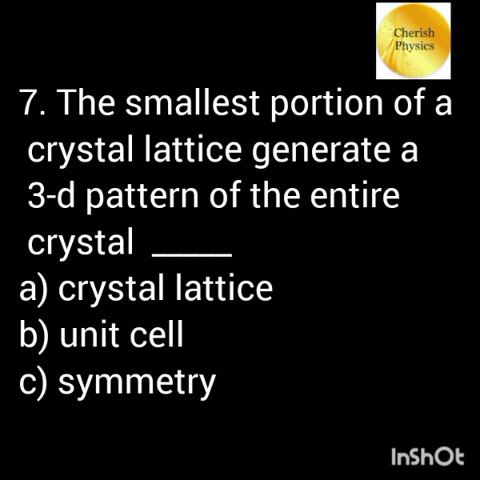 Cherish
Physics
7. The smallest portion of a
crystal lattice generate a
3-d pattern of the entire
crystal _____
a) crystal lattice
b) unit cell
c) symmetry
InShOt